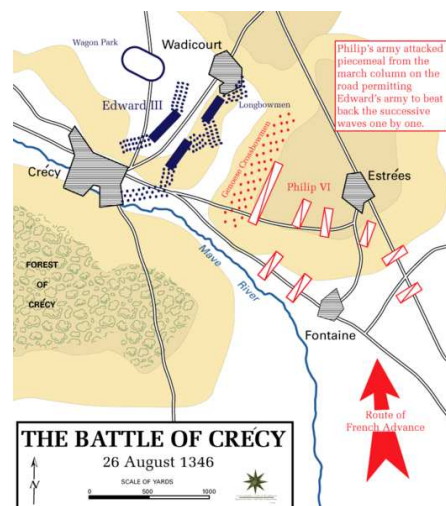 Wagon Park
Wadicourt
Philip's army attacked
piecemeal from the
march column on the
road permitting
Edward's army to beat
back the successive
waves one by one.
Edward III
Longbowmen
Crécy
Genoese Crossbowmen
Philip VI
Estrées
FOREST
OF
CRÉCY
Maye
River
Fontaine
Route of
French Advance
THE BATTLE OF CRÉCY
26 August 1346
N
SCALE OF YARDS
0
500
1000